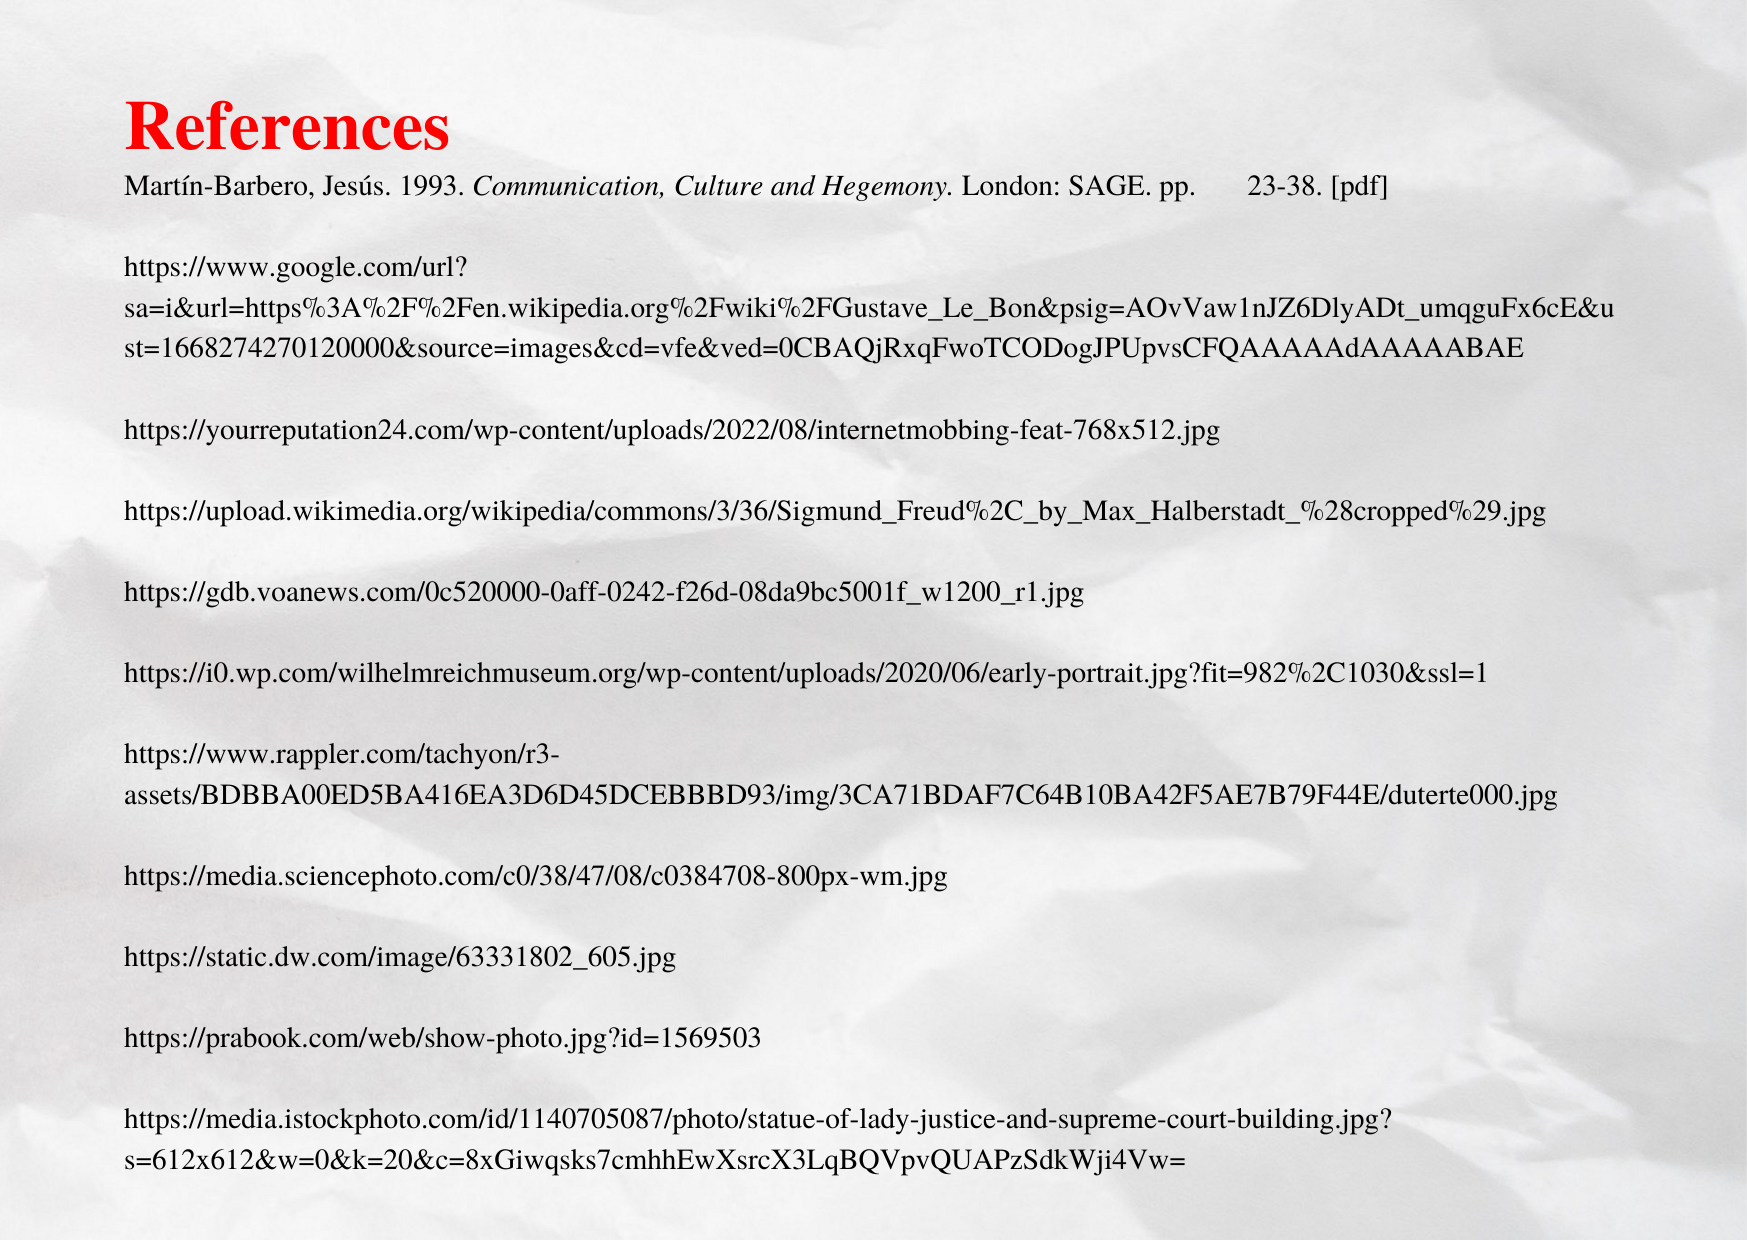 References
Martín-Barbero, Jesús. 1993. Communication, Culture and Hegemony. London: SAGE. pp. 23-38. [pdf]
https://www.google.com/url?
sa=i&url=https%3A%2F%2Fen.wikipedia.org%2Fwiki%2FGustave_Le_Bon&psig=AOvVaw1nJZ6DlyADt_umqguFx6cE&u
st=1668274270120000&source=images&cd=vfe&ved=0CBAQjRxqFwoTCODogJPUpvsCFQAAAAAdAAAAABAE
https://yourreputation24.com/wp-content/uploads/2022/08/internetmobbing-feat-768x512.jpg
https://upload.wikimedia.org/wikipedia/commons/3/36/Sigmund_Freud%2C_by_Max_Halberstadt_%28cropped%29.jpg
https://gdb.voanews.com/0c520000-0aff-0242-f26d-08da9bc5001f_w1200_r1.jpg
https://i0.wp.com/wilhelmreichmuseum.org/wp-content/uploads/2020/06/early-portrait.jpg?fit=982%2C1030&ssl=1
https://www.rappler.com/tachyon/r3-
assets/BDBBA00ED5BA416EA3D6D45DCEBBBD93/img/3CA71BDAF7C64B10BA42F5AE7B79F44E/duterte000.jpg
https://media.sciencephoto.com/c0/38/47/08/c0384708-800px-wm.jpg
https://static.dw.com/image/63331802_605.jpg
https://prabook.com/web/show-photo.jpg?id=1569503
https://media.istockphoto.com/id/1140705087/photo/statue-of-lady-justice-and-supreme-court-building.jpg?
s=612x612&w=0&k=20&c=8xGiwqsks7cmhhEwXsrcX3LqBQVpvQUAPzSdkWji4Vw=